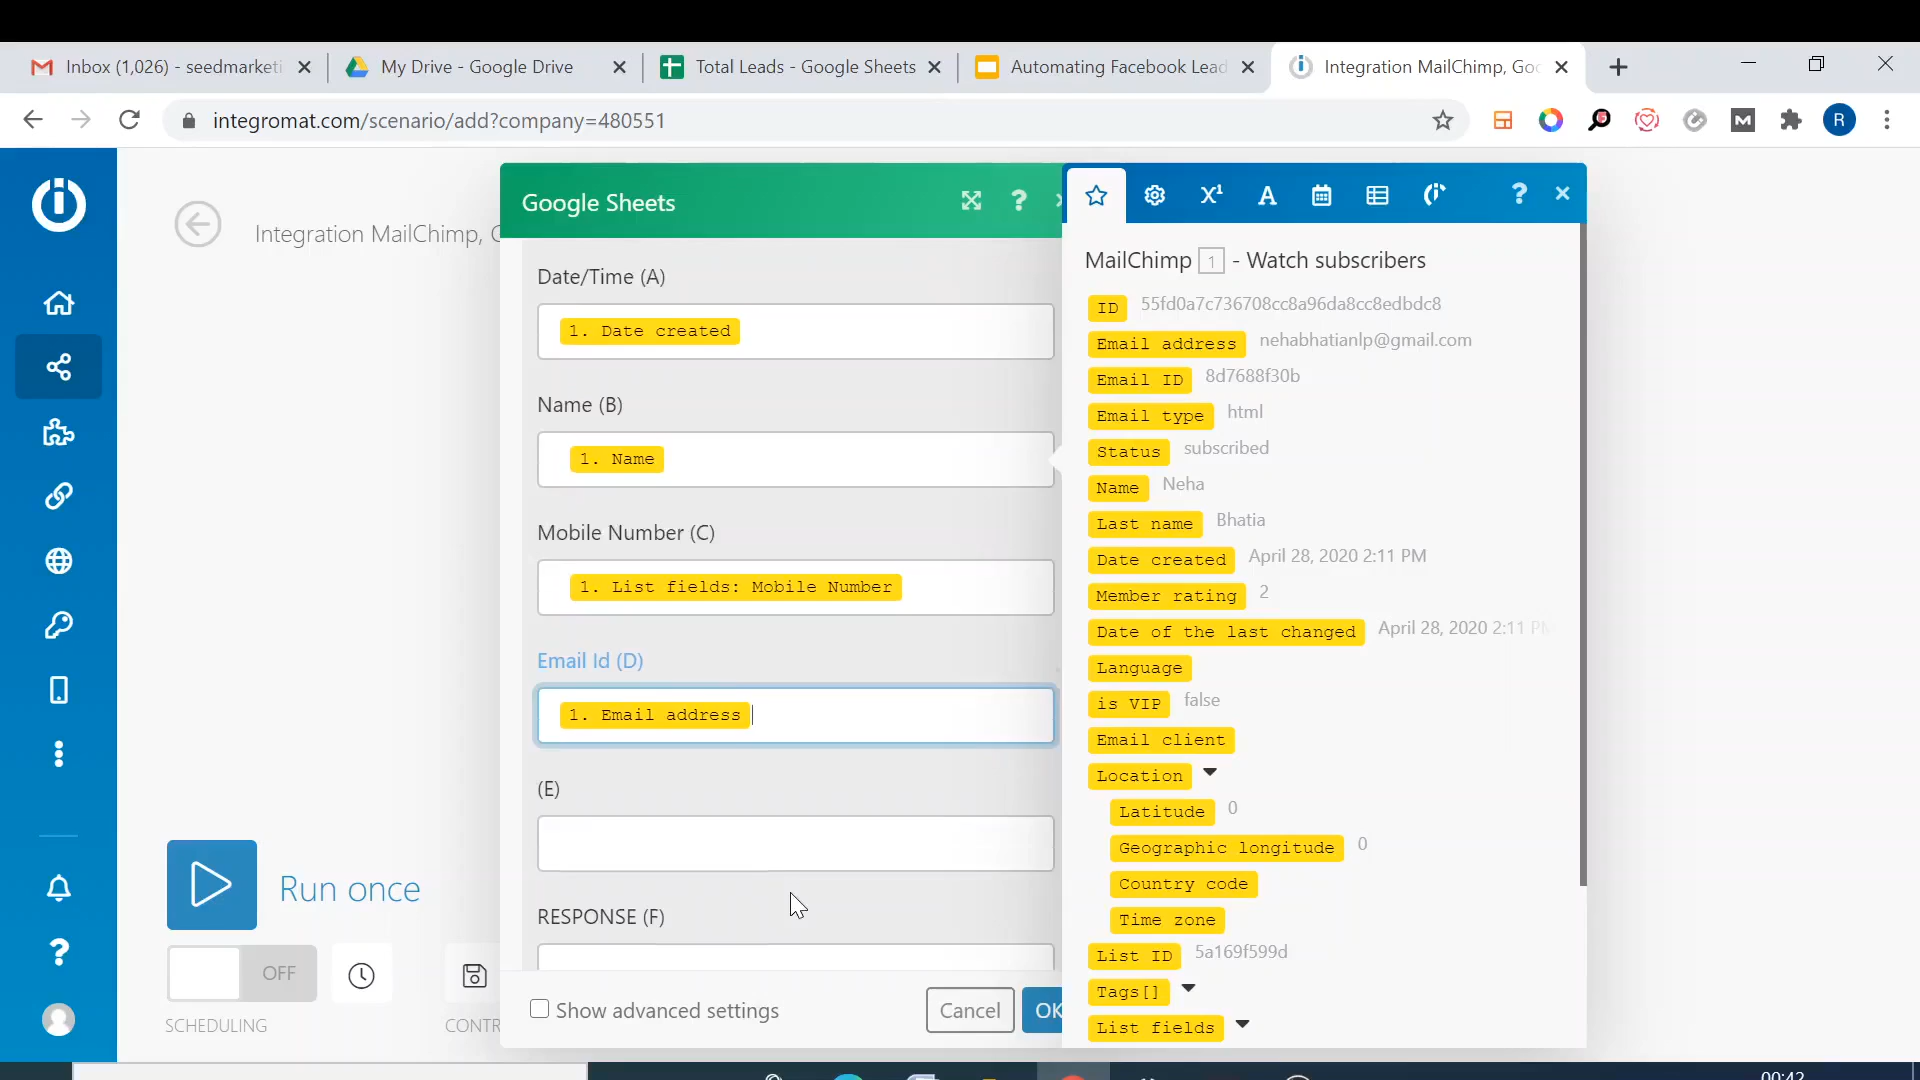 Inbox (1,026) - seedmarketi
My Drive - Google Drive
Total Leads - Google Sheets
Automating Facebook Lead
Integration MailChimp, Goo
integromat.com/scenario/add?company=480551
R
Integration MailChimp, G
Google Sheets
Date/Time (A)
1. Date created
Name (B)
1. Name
Mobile Number (C)
1. List fields: Mobile Number
Email Id (D)
1. Email address
(E)
RESPONSE (F)
Show advanced settings
Cancel
OK
MailChimp 1 - Watch subscribers
ID 55fd0a7c736708cc8a96da8cc8edbdc8
Email address nehabhatianlp@gmail.com
Email ID 8d7688f30b
Email type html
Status subscribed
Name Neha
Last name Bhatia
Date created April 28, 2020 2:11 PM
Member rating 2
Date of the last changed April 28, 2020 2:11 PM
Language
is VIP false
Email client
Location
Latitude 0
Geographic longitude 0
Country code
Time zone
List ID 5a169f599d
Tags[]
List fields
Run once
OFF
SCHEDULING
CONTR
00:42